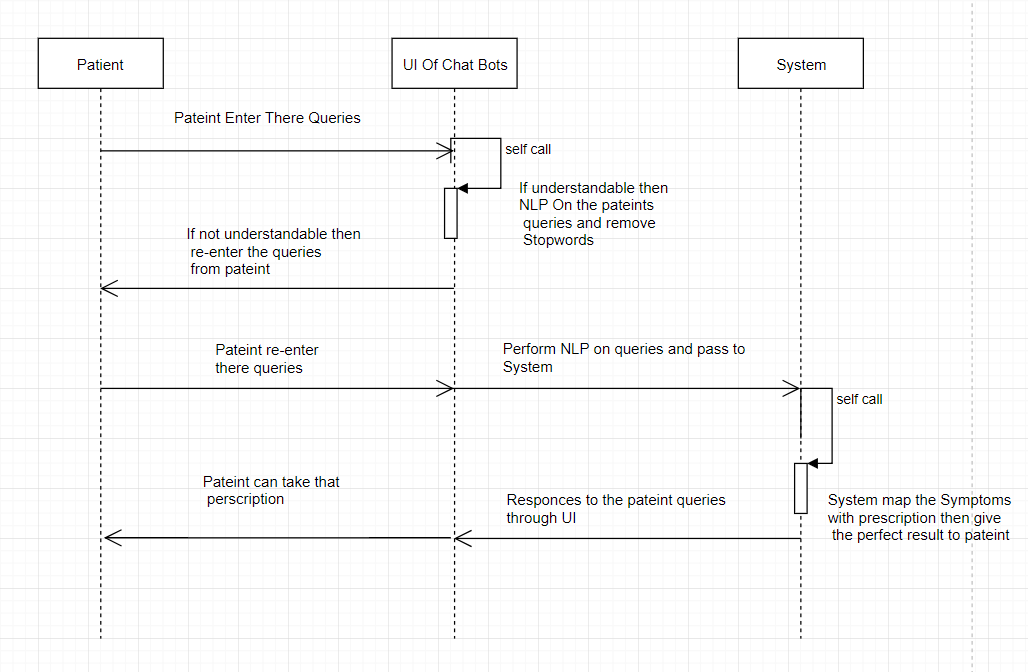 Patient
UI Of Chat Bots
System
Pateint Enter There Queries
self call
If understandable then
NLP On the pateints
queries and remove
Stopwords
If not understandable then
re-enter the queries
from pateint
Pateint re-enter
there queries
Perform NLP on queries and pass to
System
self call
Pateint can take that
perscription
Responces to the pateint queries
through UI
System map the Symptoms
with prescription then give
the perfect result to pateint